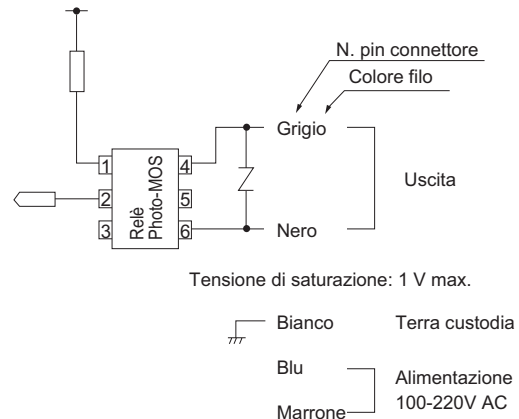 N. pin connettore
Colore filo
Grigio
1
4
2
5
3
6
Relè
Photo-MOS
Uscita
Nero
Tensione di saturazione: 1 V max.
Bianco
Terra custodia
Blu
Marrone
Alimentazione
100-220V AC